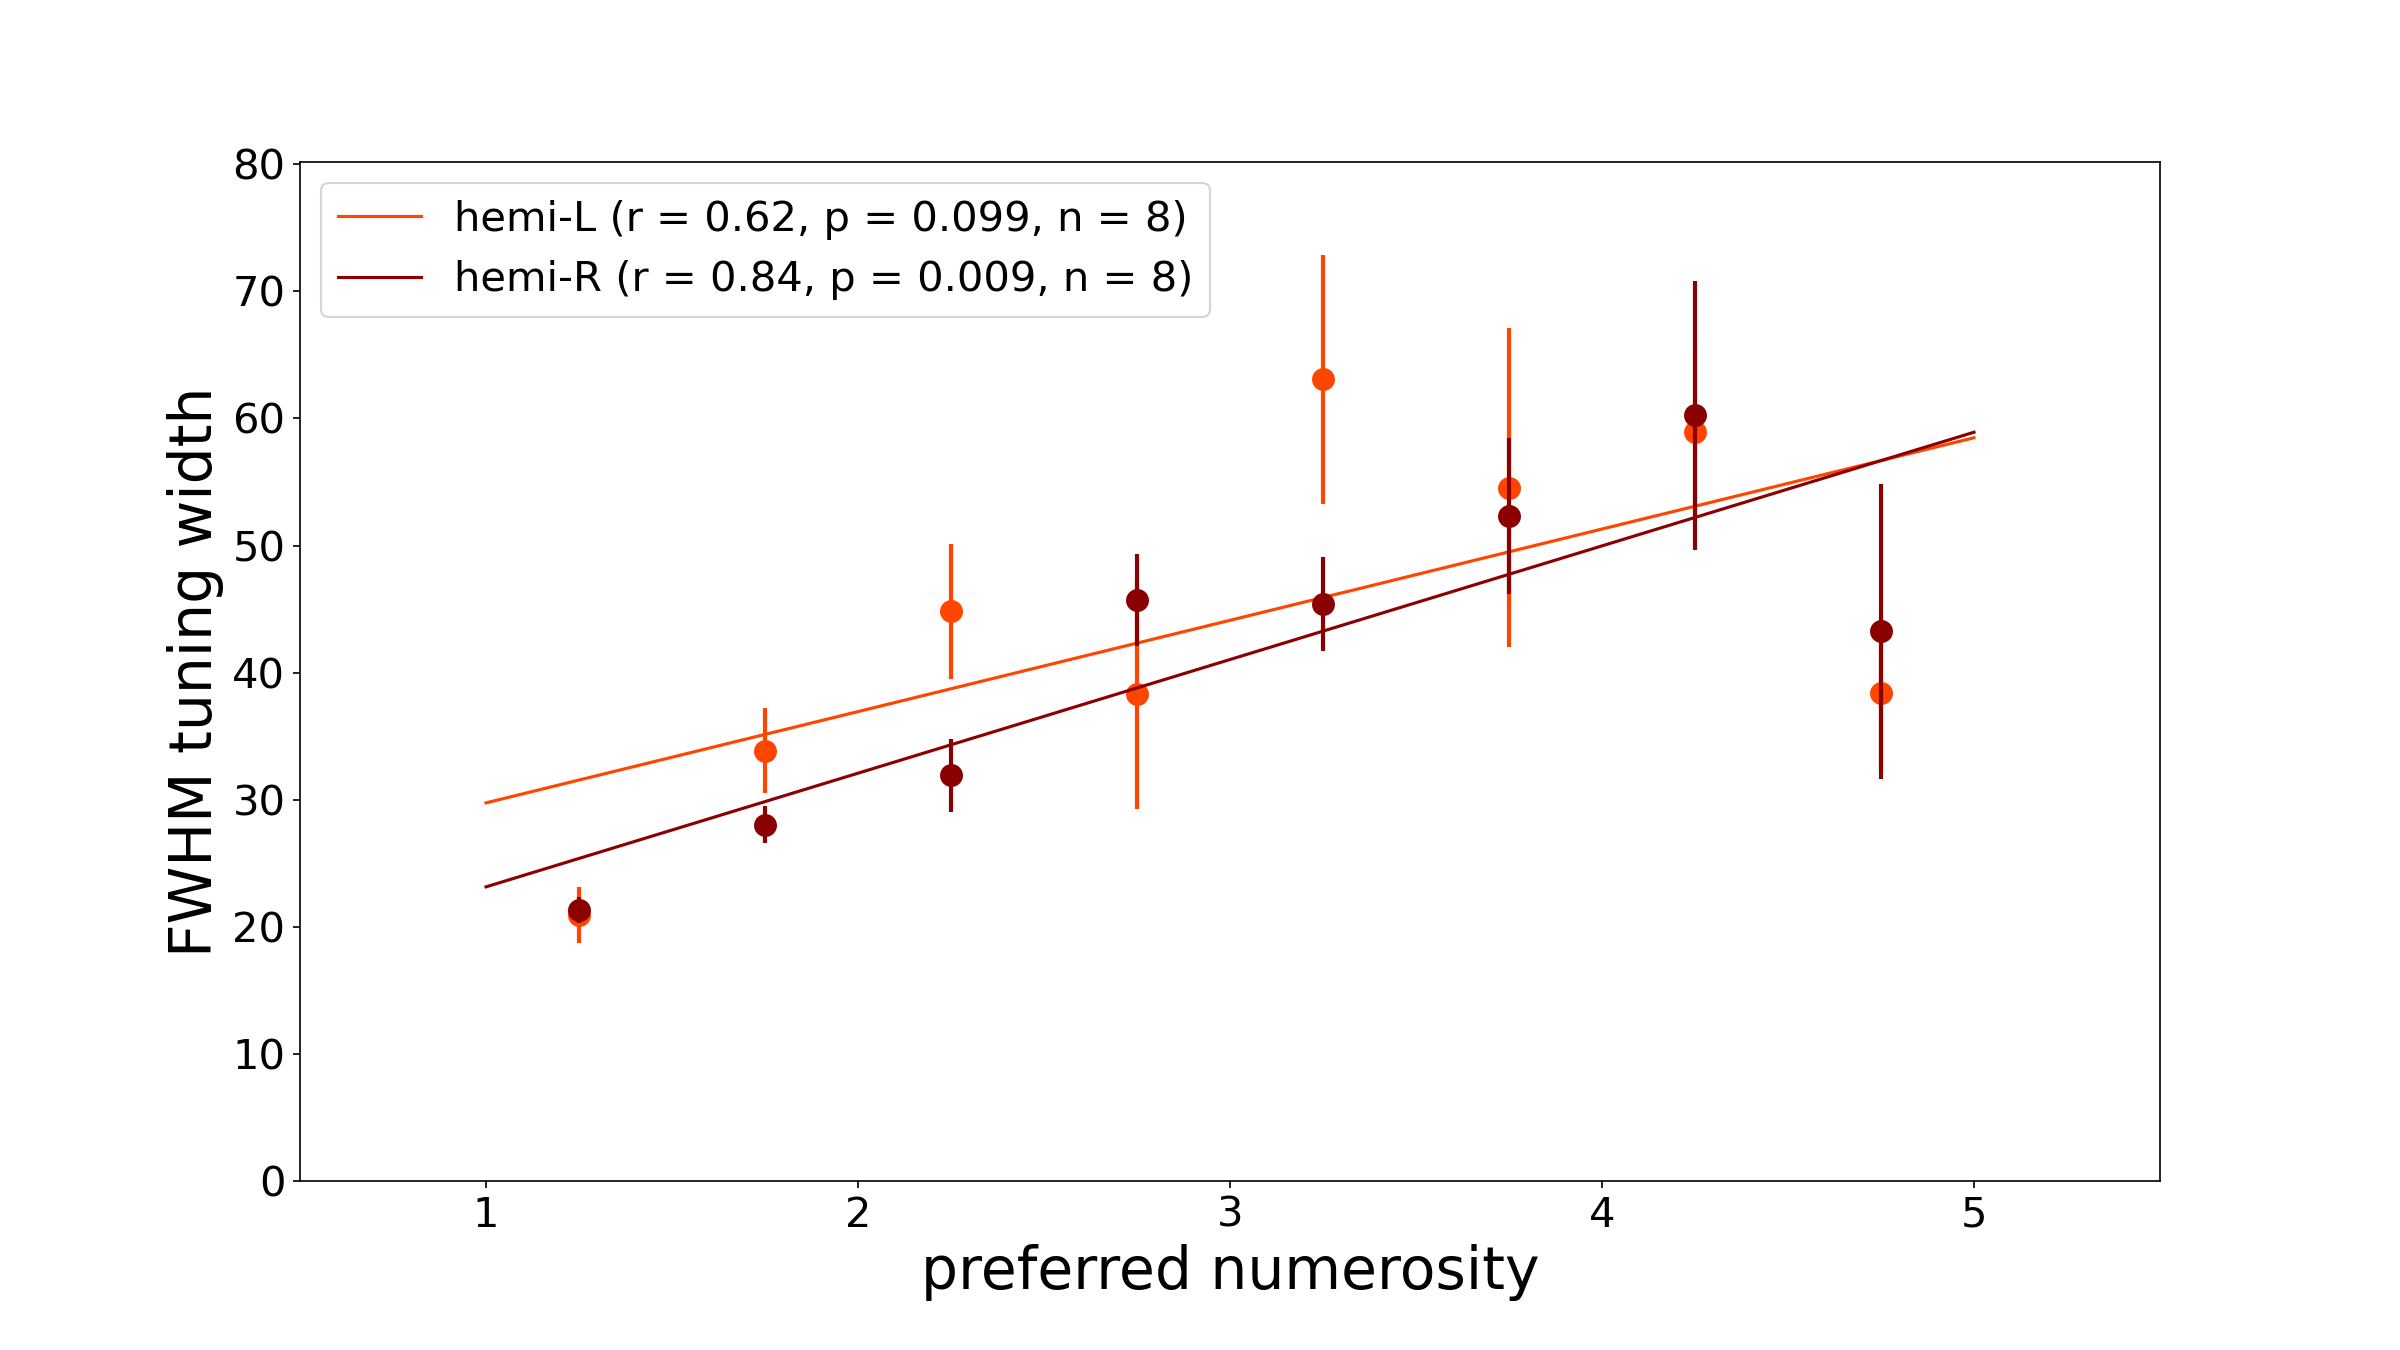 80
70
60
50
40
30
20
10
0
FWHM tuning width
hemi-L (r = 0.62, p = 0.099, n = 8)
hemi-R (r = 0.84, p = 0.009, n = 8)
1 2 3 4 5
preferred numerosity